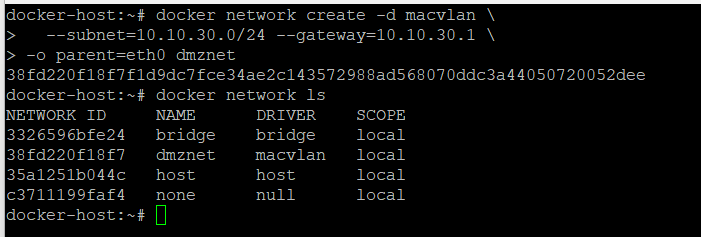 docker-host:~# docker network create -d macvlan \
>   --subnet=10.10.30.0/24 --gateway=10.10.30.1 \
> -o parent=eth0 dmznet
38fd220f18f7f1d9dc7fce34ae2c143572988ad568070ddc3a44050720052dee
docker-host:~# docker network ls
NETWORK ID     NAME      DRIVER    SCOPE
3326596bfe24   bridge    bridge    local
38fd220f18f7   dmznet    macvlan   local
35a1251b044c   host      host      local
c3711199faf4   none      null      local
docker-host:~#